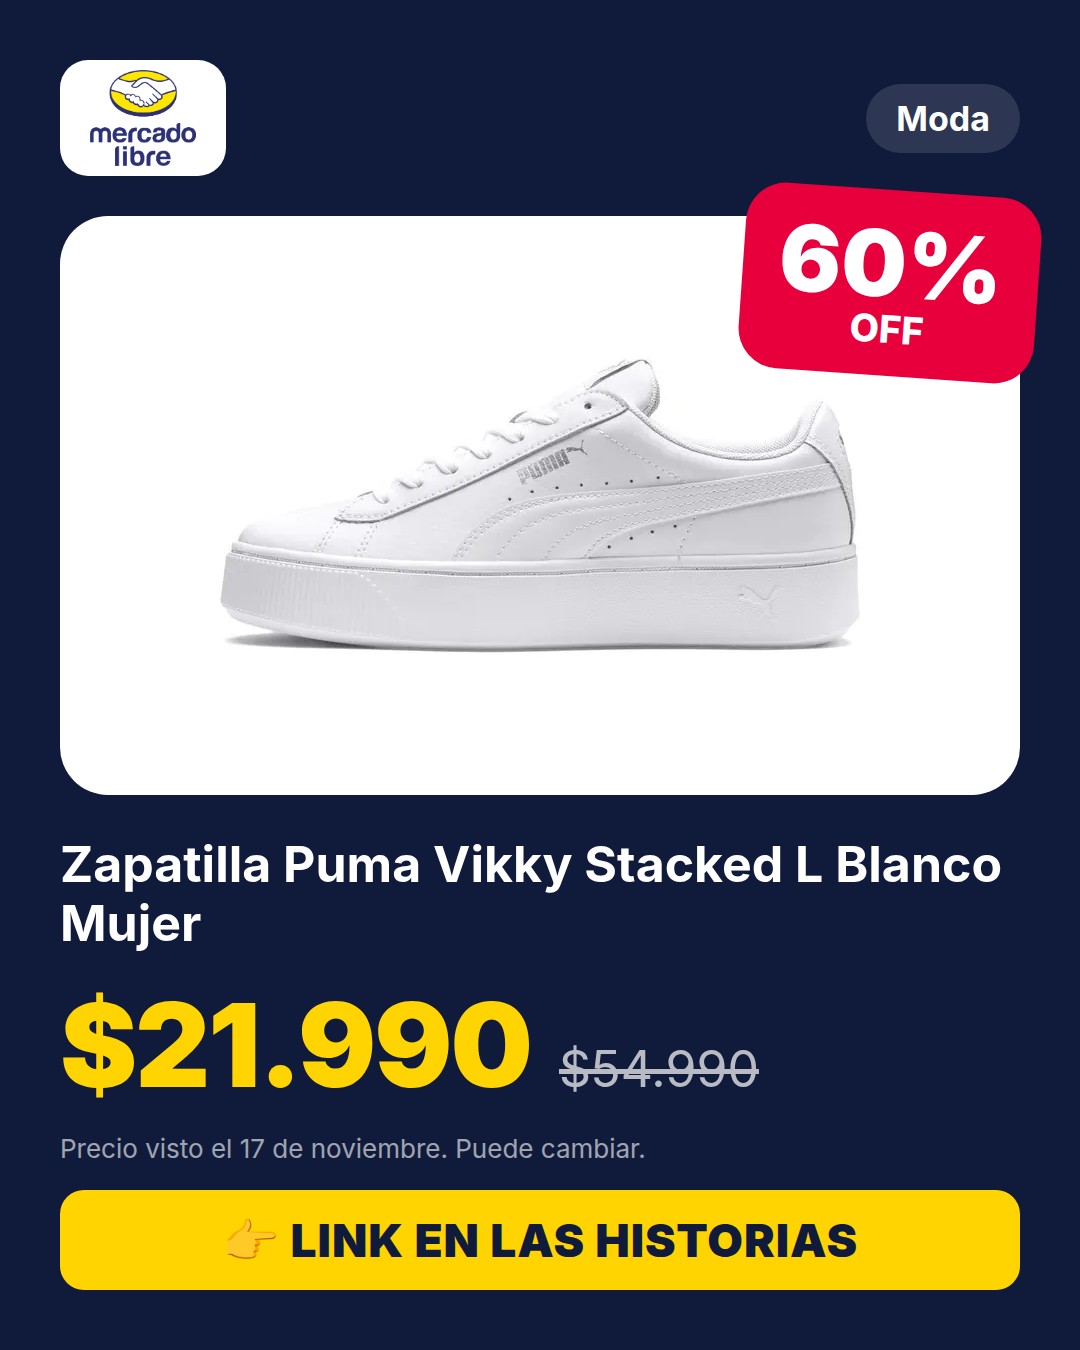 mercado
libre
Moda
60%
OFF
PUMA
Zapatilla Puma Vikky Stacked L Blanco
Mujer
$21.990 $54.990
Precio visto el 17 de noviembre. Puede cambiar.
👉 LINK EN LAS HISTORIAS